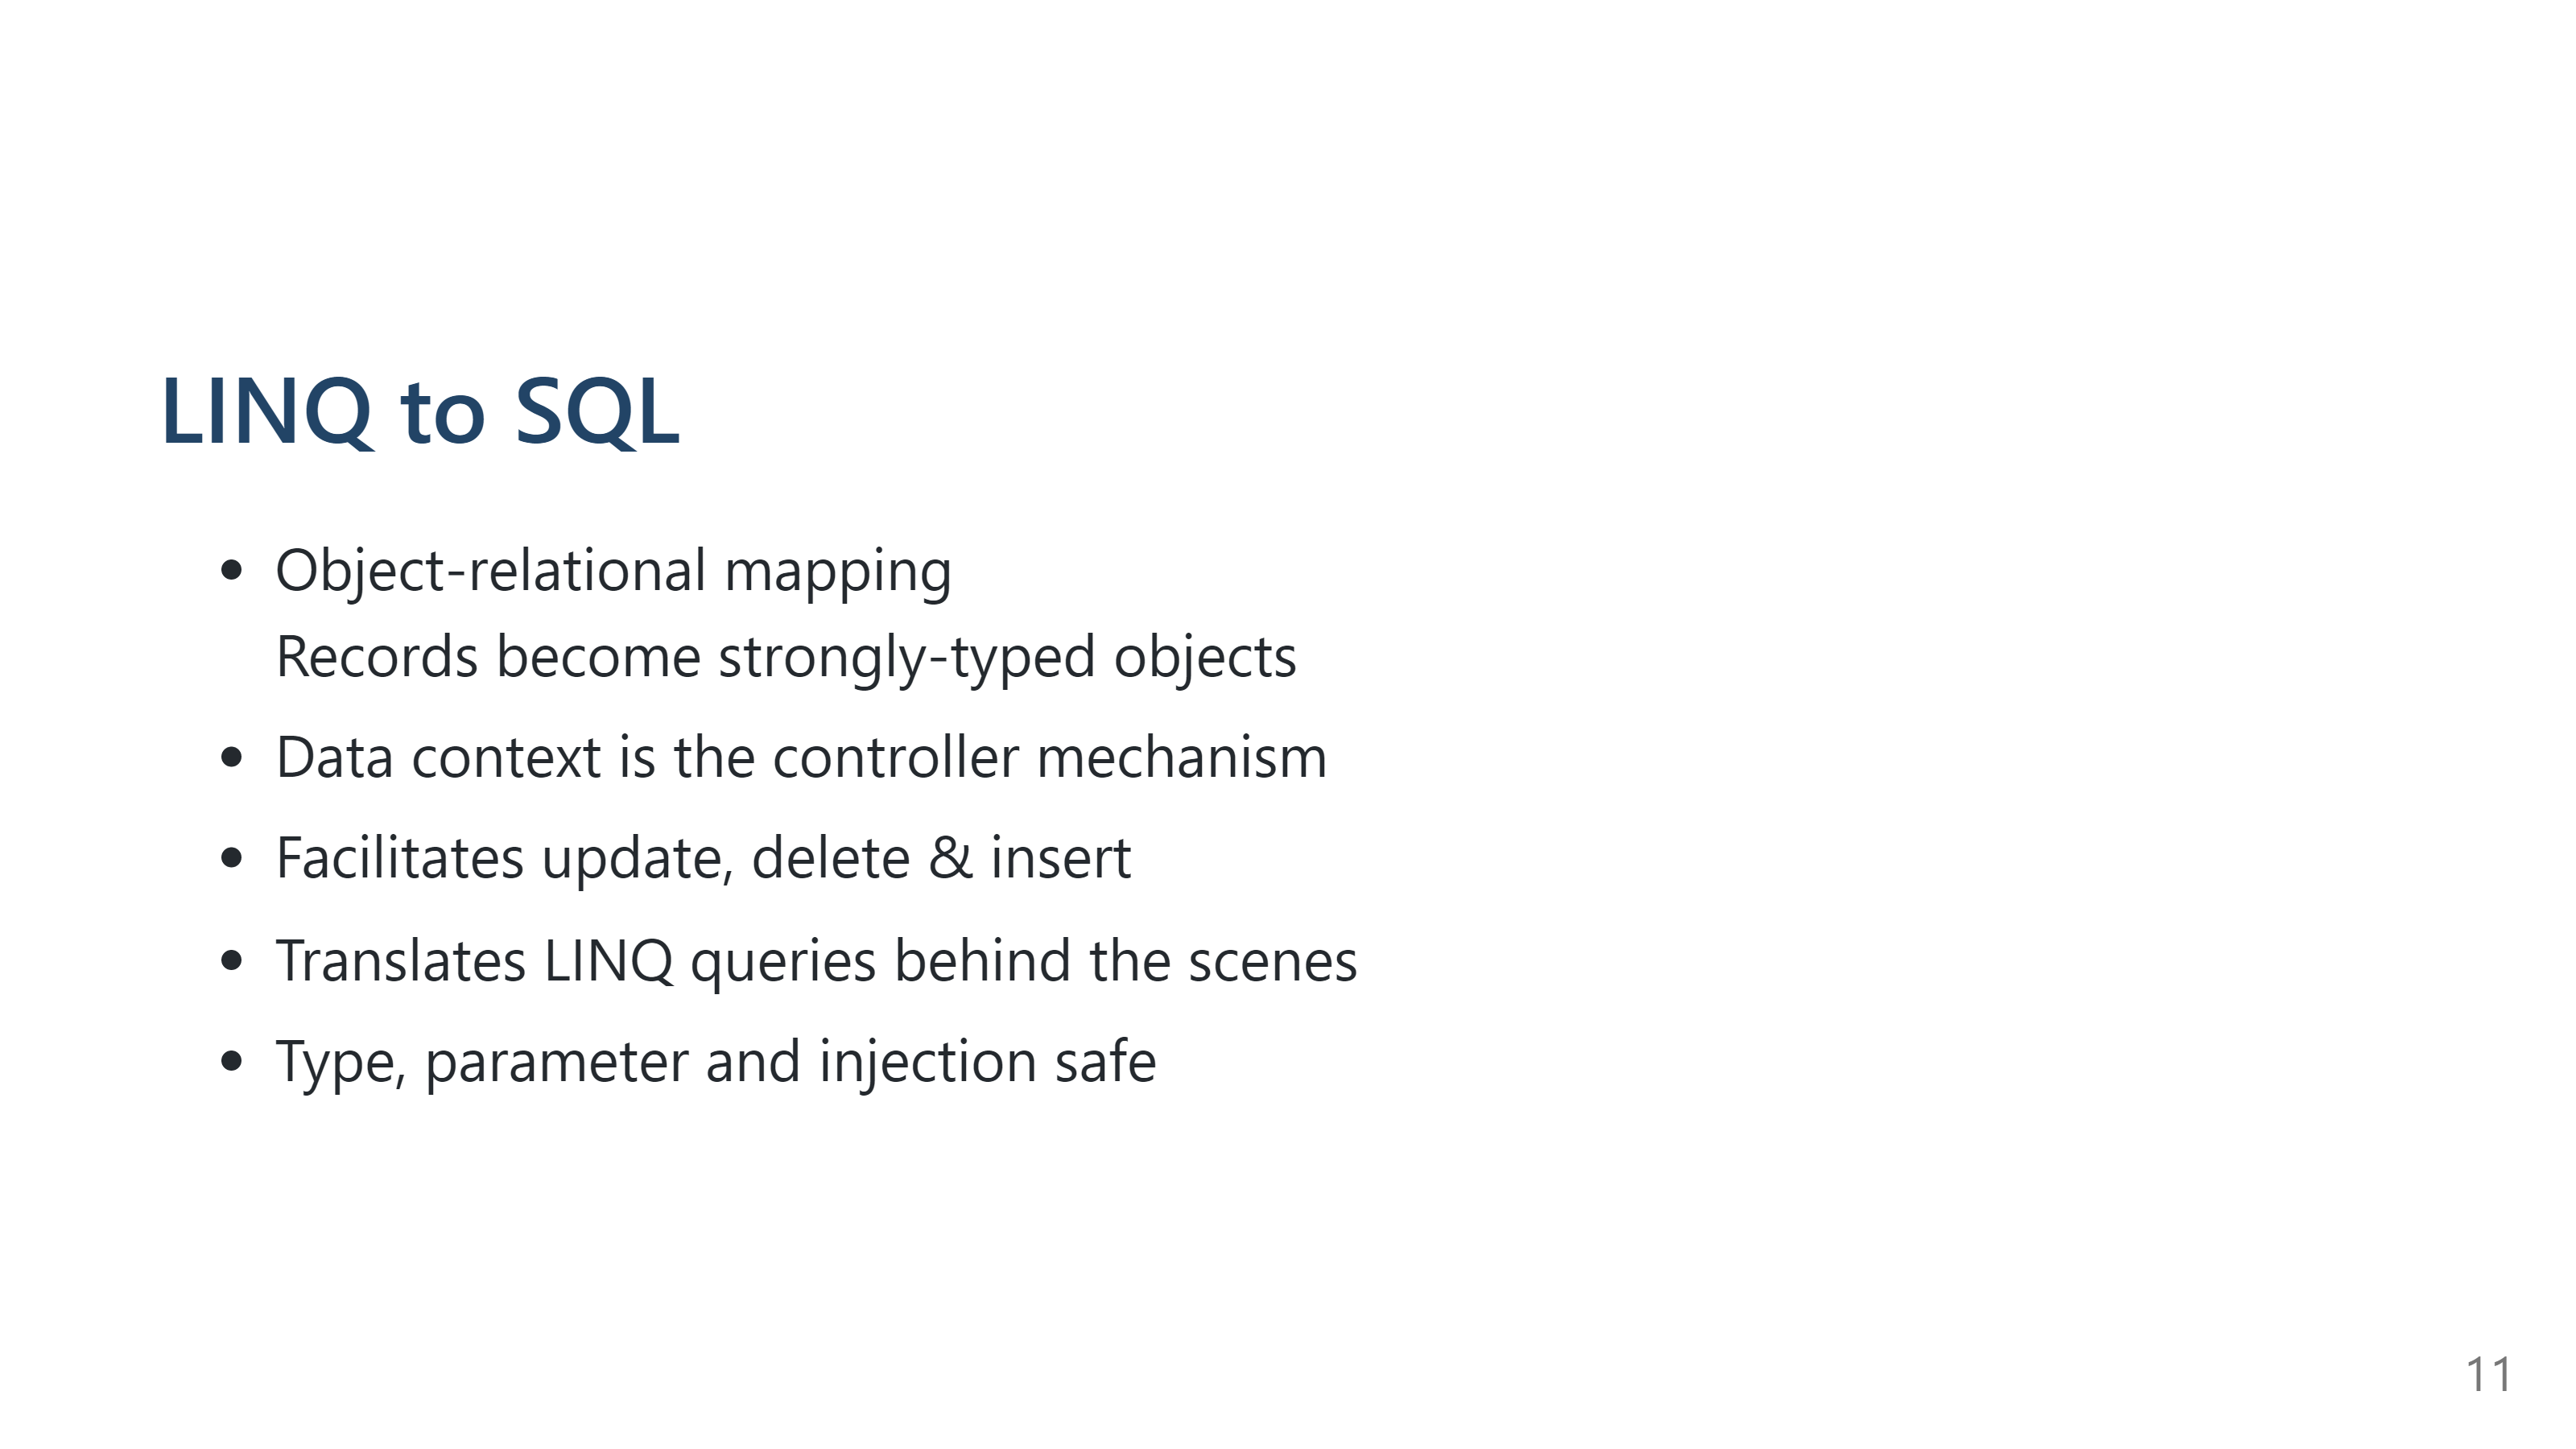 LINQ to SQL
• Object-relational mapping
Records become strongly-typed objects
• Data context is the controller mechanism
• Facilitates update, delete & insert
• Translates LINQ queries behind the scenes
• Type, parameter and injection safe
11